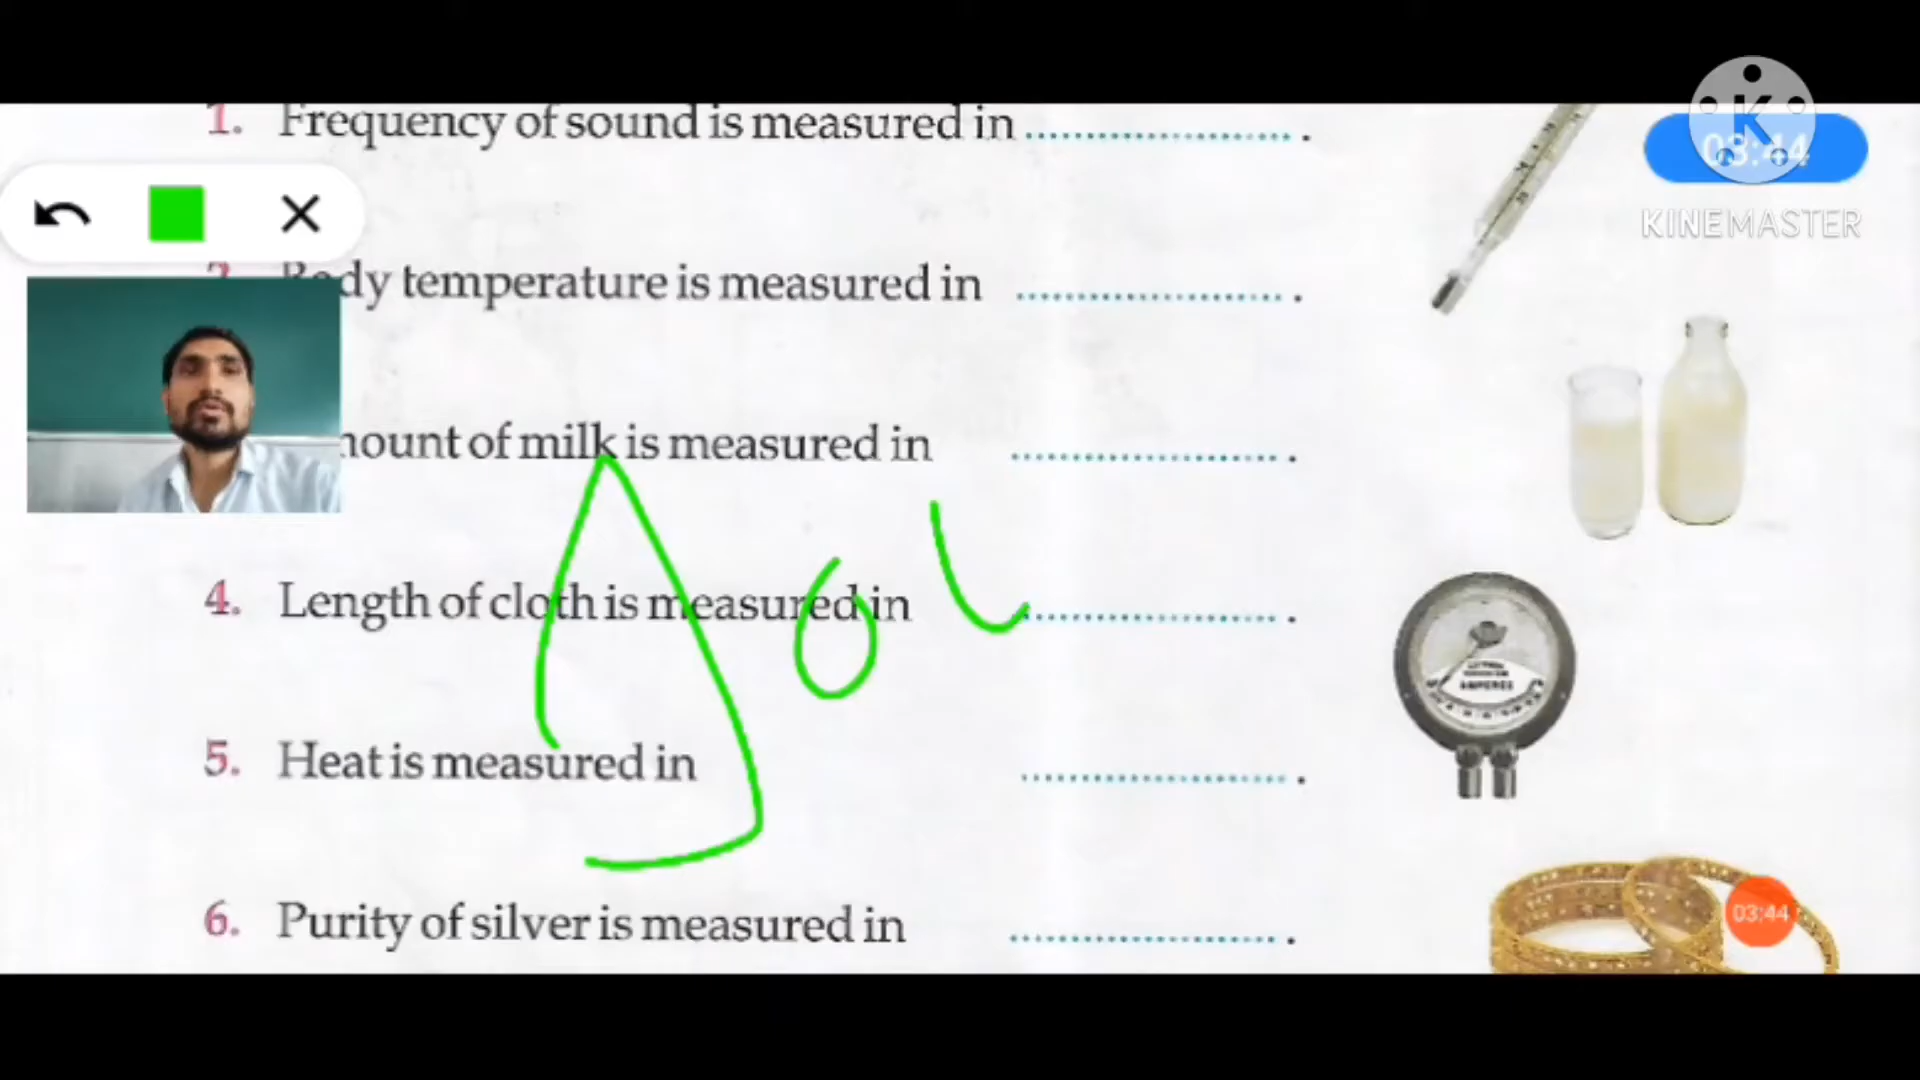 1. Frequency of sound is measured in .............................. .
03:44
KINEMASTER
dy temperature is measured in .............................. .
nount of milk is measured in .............................. .
4. Length of cloth is measured in .............................. .
AMPERES
5. Heat is measured in .............................. .
6. Purity of silver is measured in .............................. .
03:44